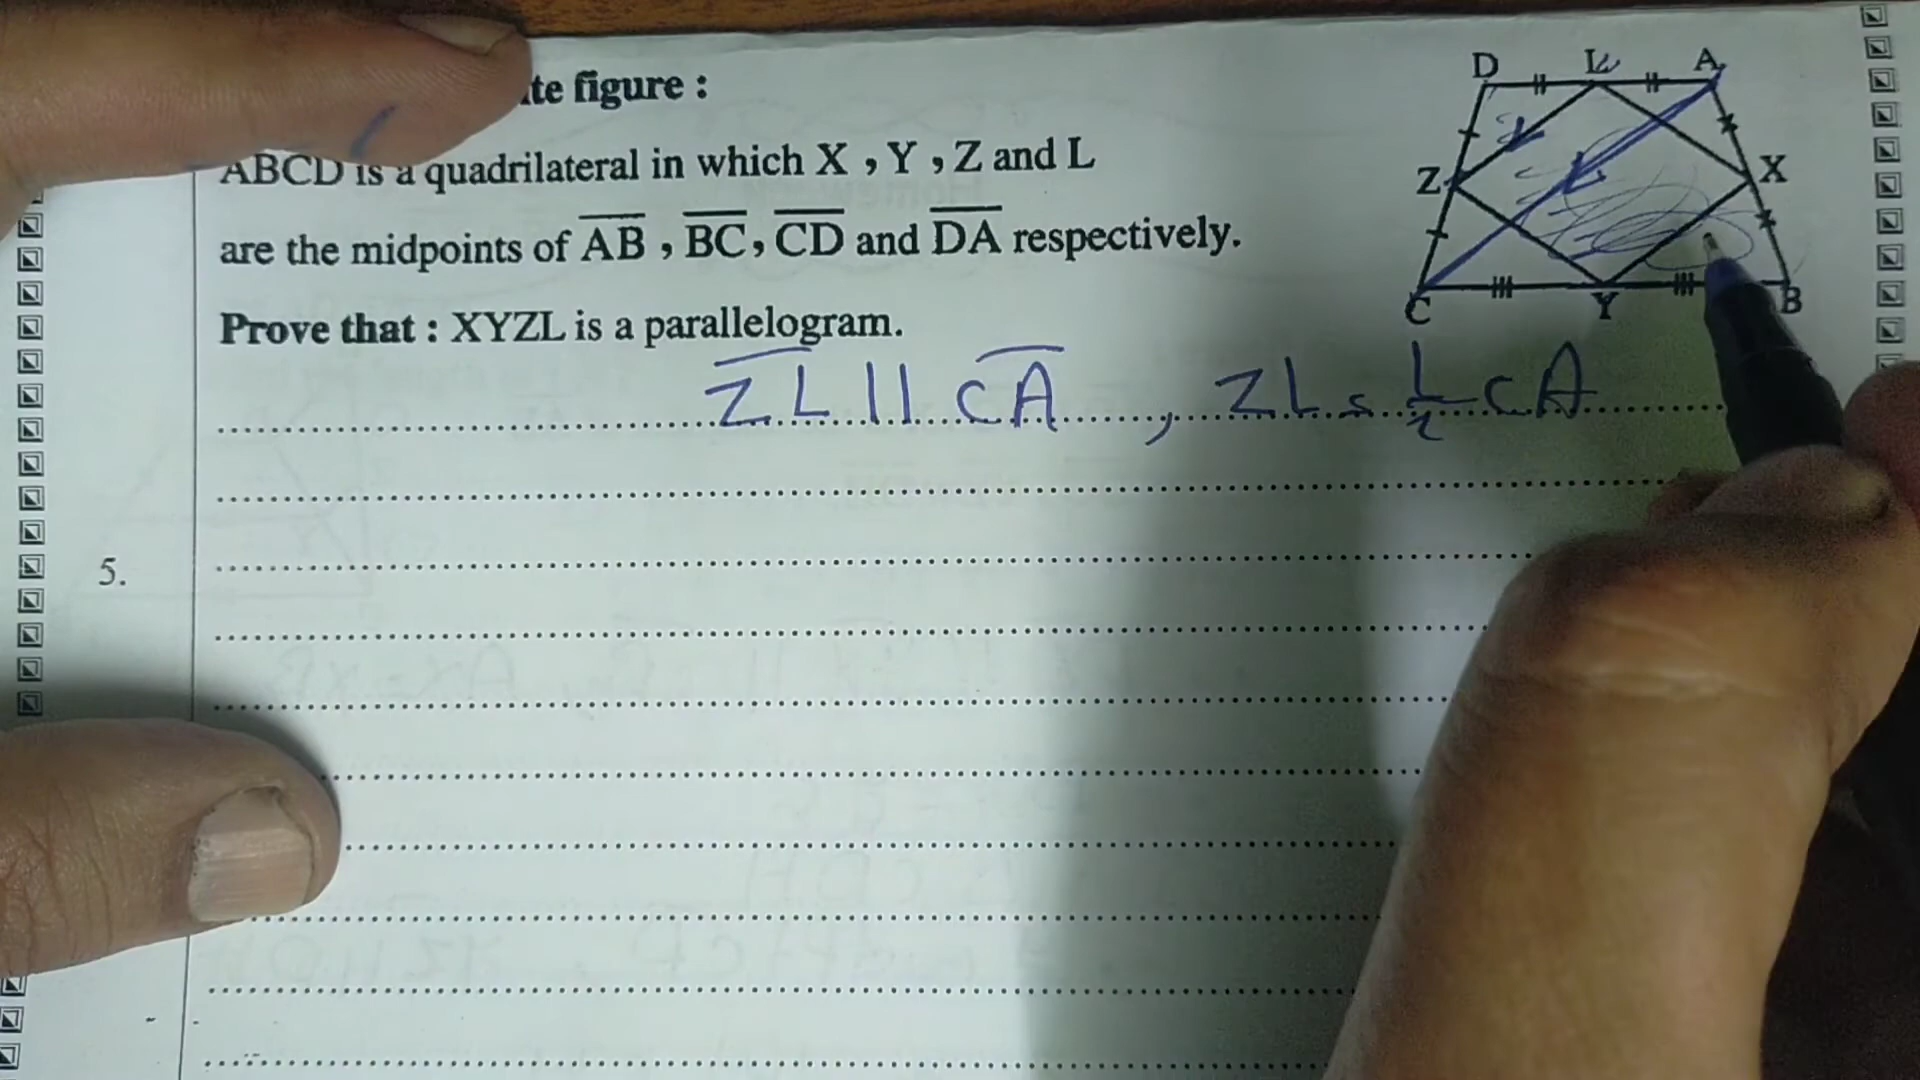 te figure :
D L A
ABCD is a quadrilateral in which X , Y , Z and L
Z X
are the midpoints of AB , BC , CD and DA respectively.
C Y B
Prove that : XYZL is a parallelogram.
ZL || CA , ZL = 1/2 CA
5.